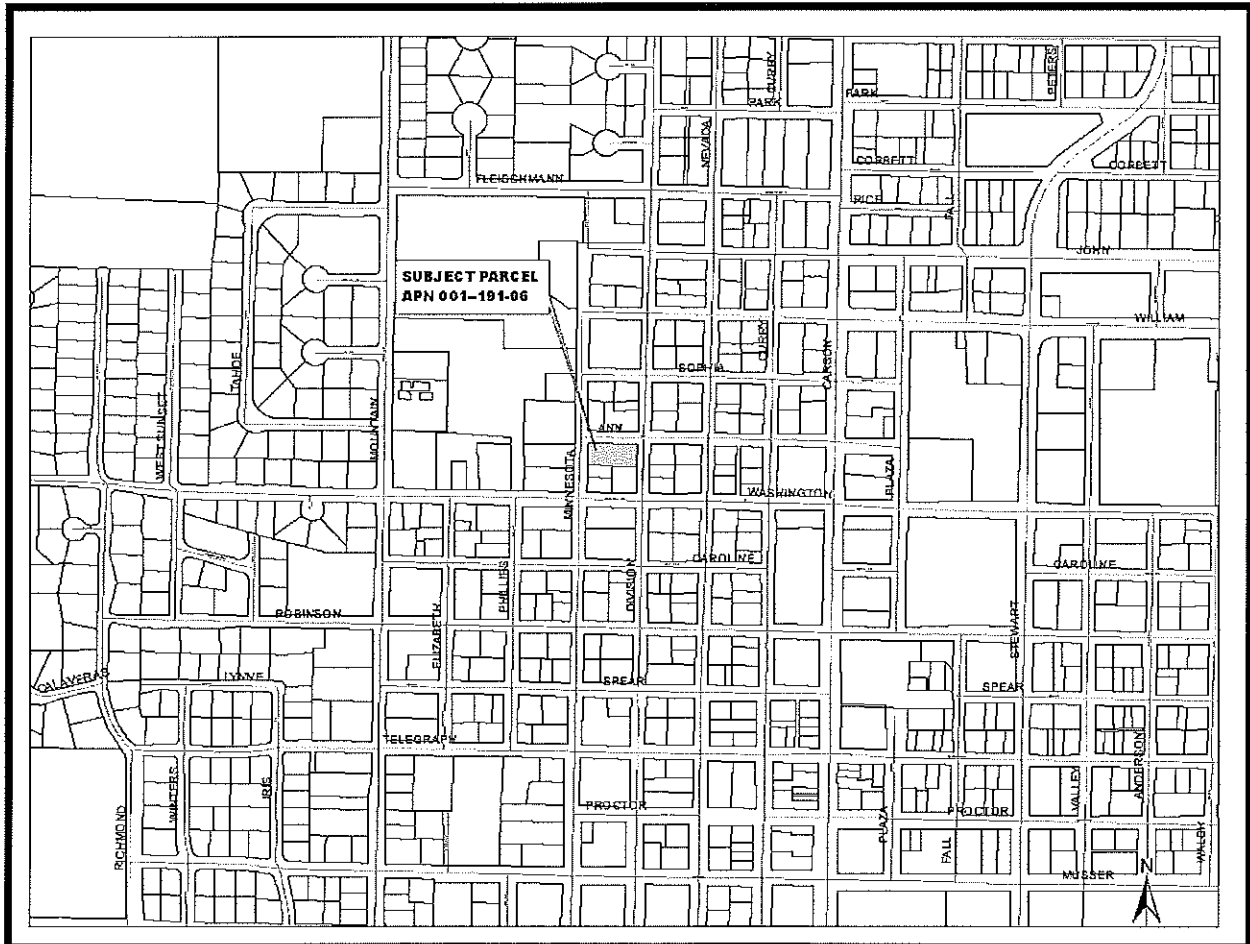 PETERS
CURRY
PARK
PARK
NEVADA
CORBETT
CORBETT
FLEISCHMANN
RICE
FALL
JOHN
SUBJECT PARCEL
APN 001-191-06
WILLIAM
CURRY
CARSON
TAHOE
SOPHIA
WEST SUNSET
MOUNTAIN
ANN
MINNESOTA
PLAZA
WASHINGTON
CAROLINE
CAROLINE
PHILLIPS
DIVISION
ROBINSON
STEWART
ELIZABETH
CALAVERAS
LYNNE
SPEAR
SPEAR
TELEGRAPH
ANDERSON
WINTERS
IRIS
VALLEY
PROCTOR
PROCTOR
RICHMOND
PLAZA
FALL
WALSH
MUSSER
N